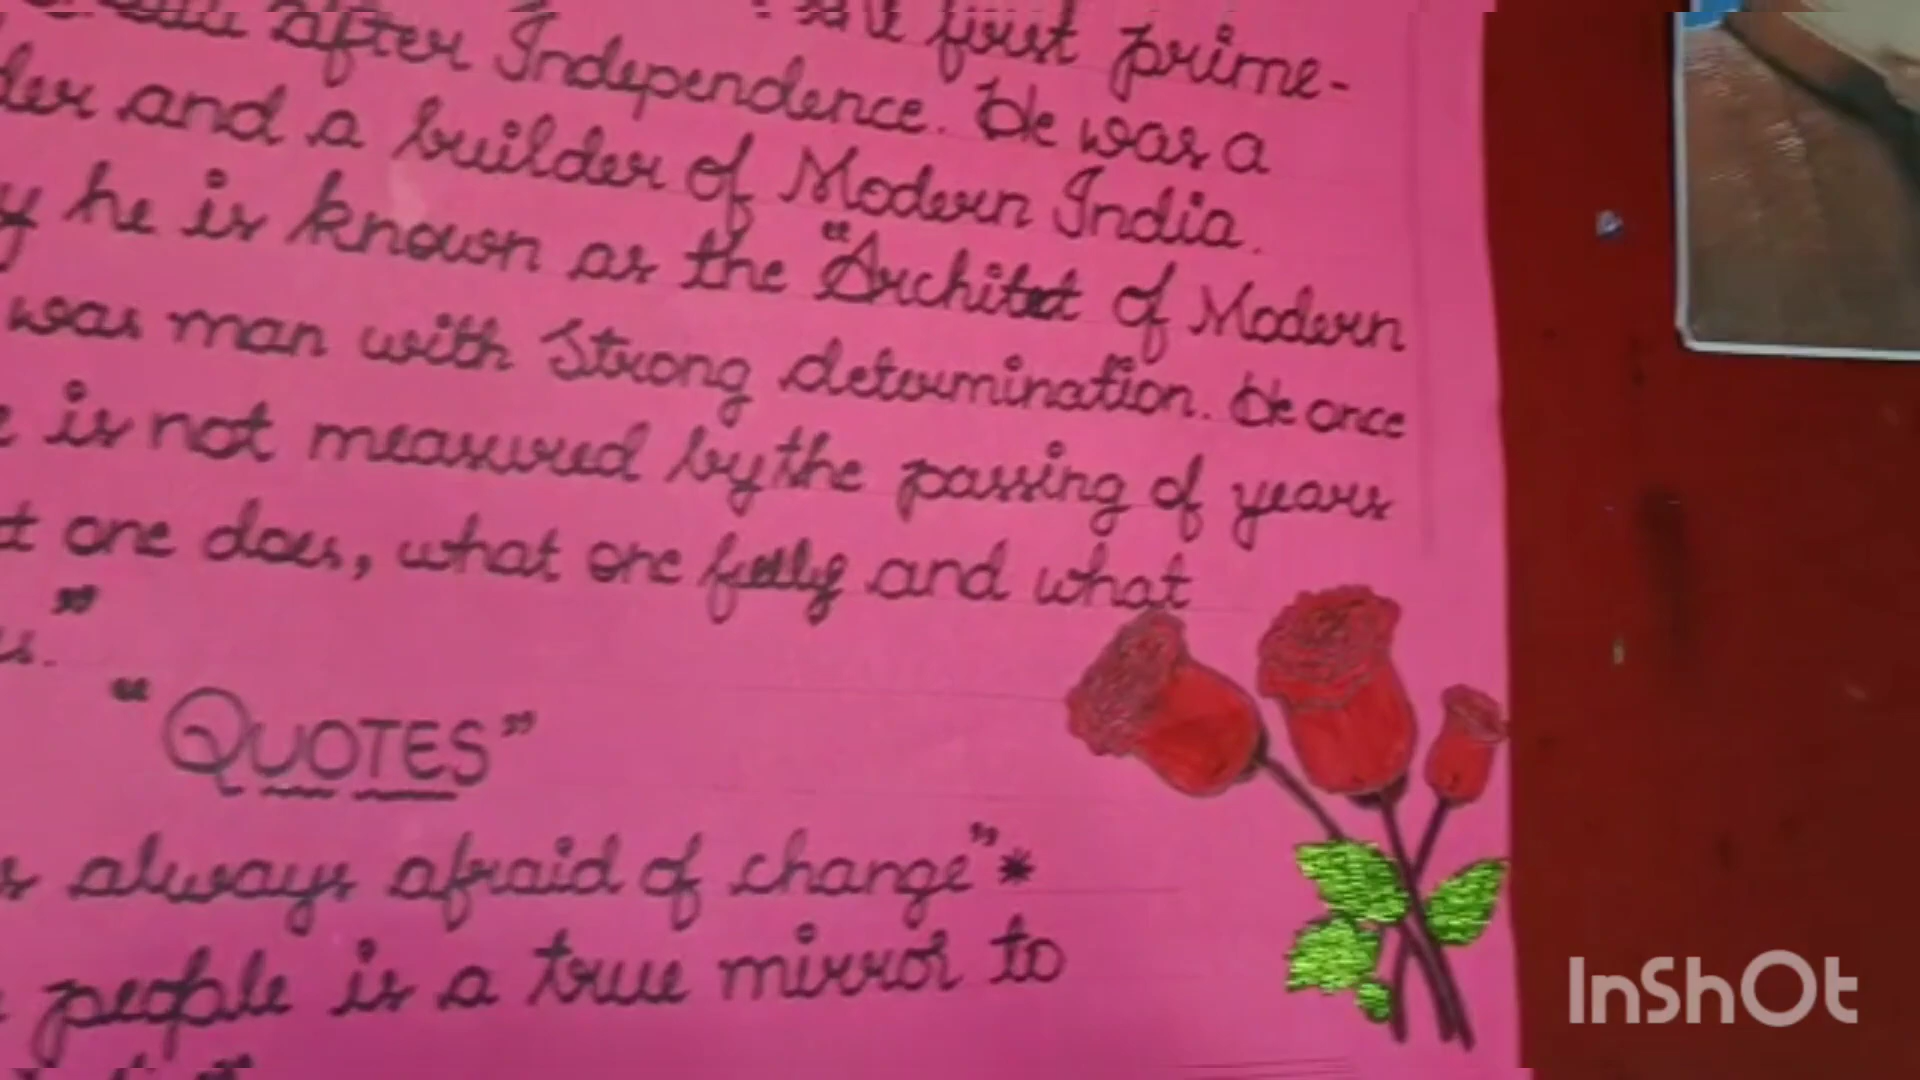 first prime-
after Independence. He was a
der and a builder of Modern India.
y he is known as the "Architect of Modern
was man with Strong determination. He once
e is not measured by the passing of years
t one does, what one and what
."
"QUOTES"
s always afraid of change" *
people is a true mirror to
InShOt